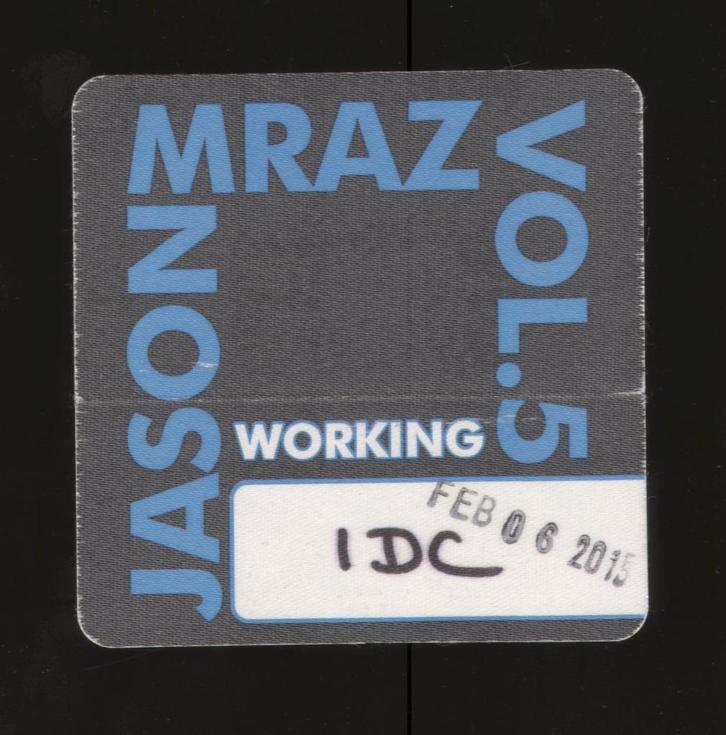 JASON
MRAZ
VOL.5
WORKING
FEB 06 2015
IDC